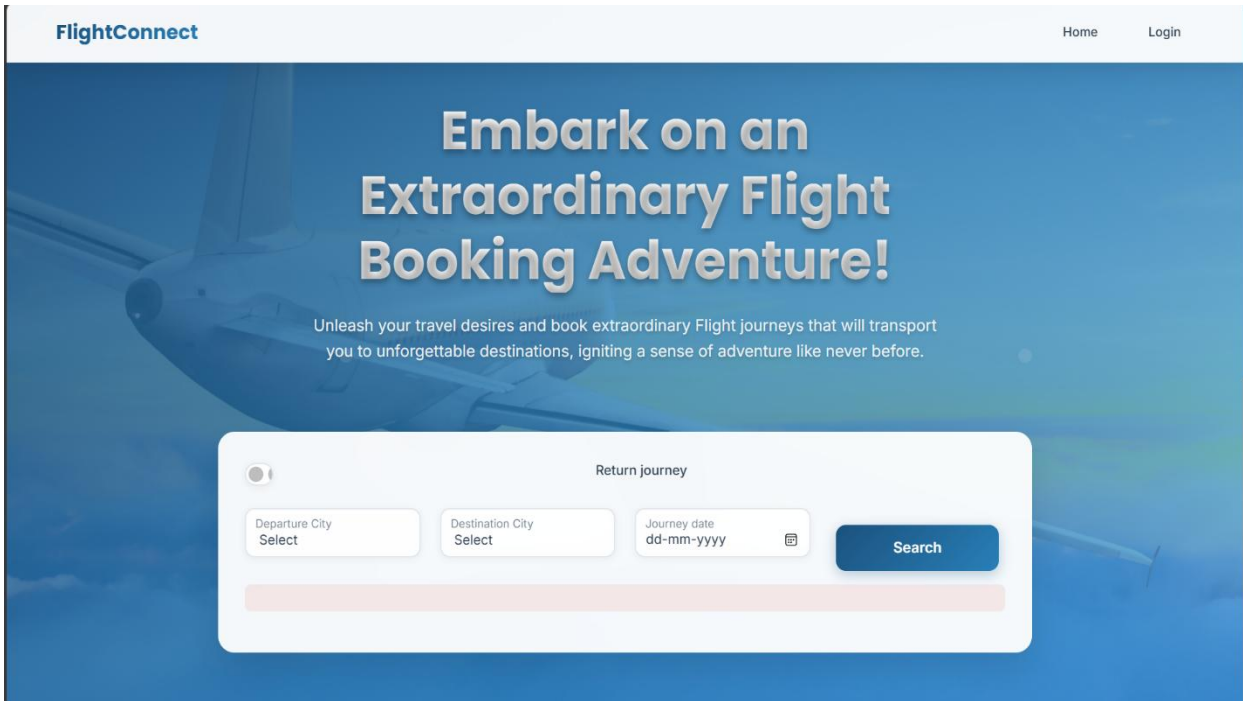 FlightConnect
Home
Login
Embark on an
Extraordinary Flight
Booking Adventure!
Unleash your travel desires and book extraordinary Flight journeys that will transport
you to unforgettable destinations, igniting a sense of adventure like never before.
Return journey
Departure City
Select
Destination City
Select
Journey date
dd-mm-yyyy
Search